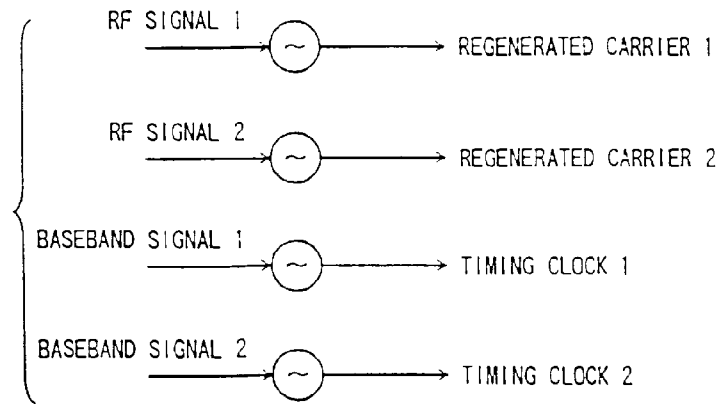 RF SIGNAL 1
~ REGENERATED CARRIER 1
RF SIGNAL 2
~ REGENERATED CARRIER 2
BASEBAND SIGNAL 1
~ TIMING CLOCK 1
BASEBAND SIGNAL 2
~ TIMING CLOCK 2